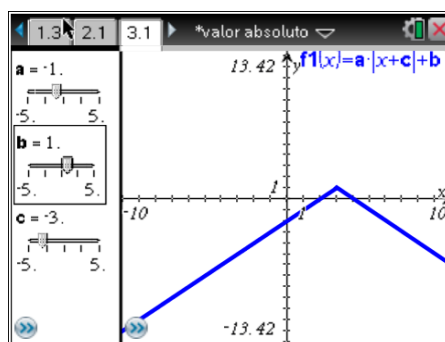 1.3 2.1 3.1 *valor absoluto
a = -1.
-5. 5.
b = 1.
-5. 5.
c = -3.
-5. 5.
13.42 y f1(x)=a·|x+c|+b
1 x
-10 1 10
-13.42